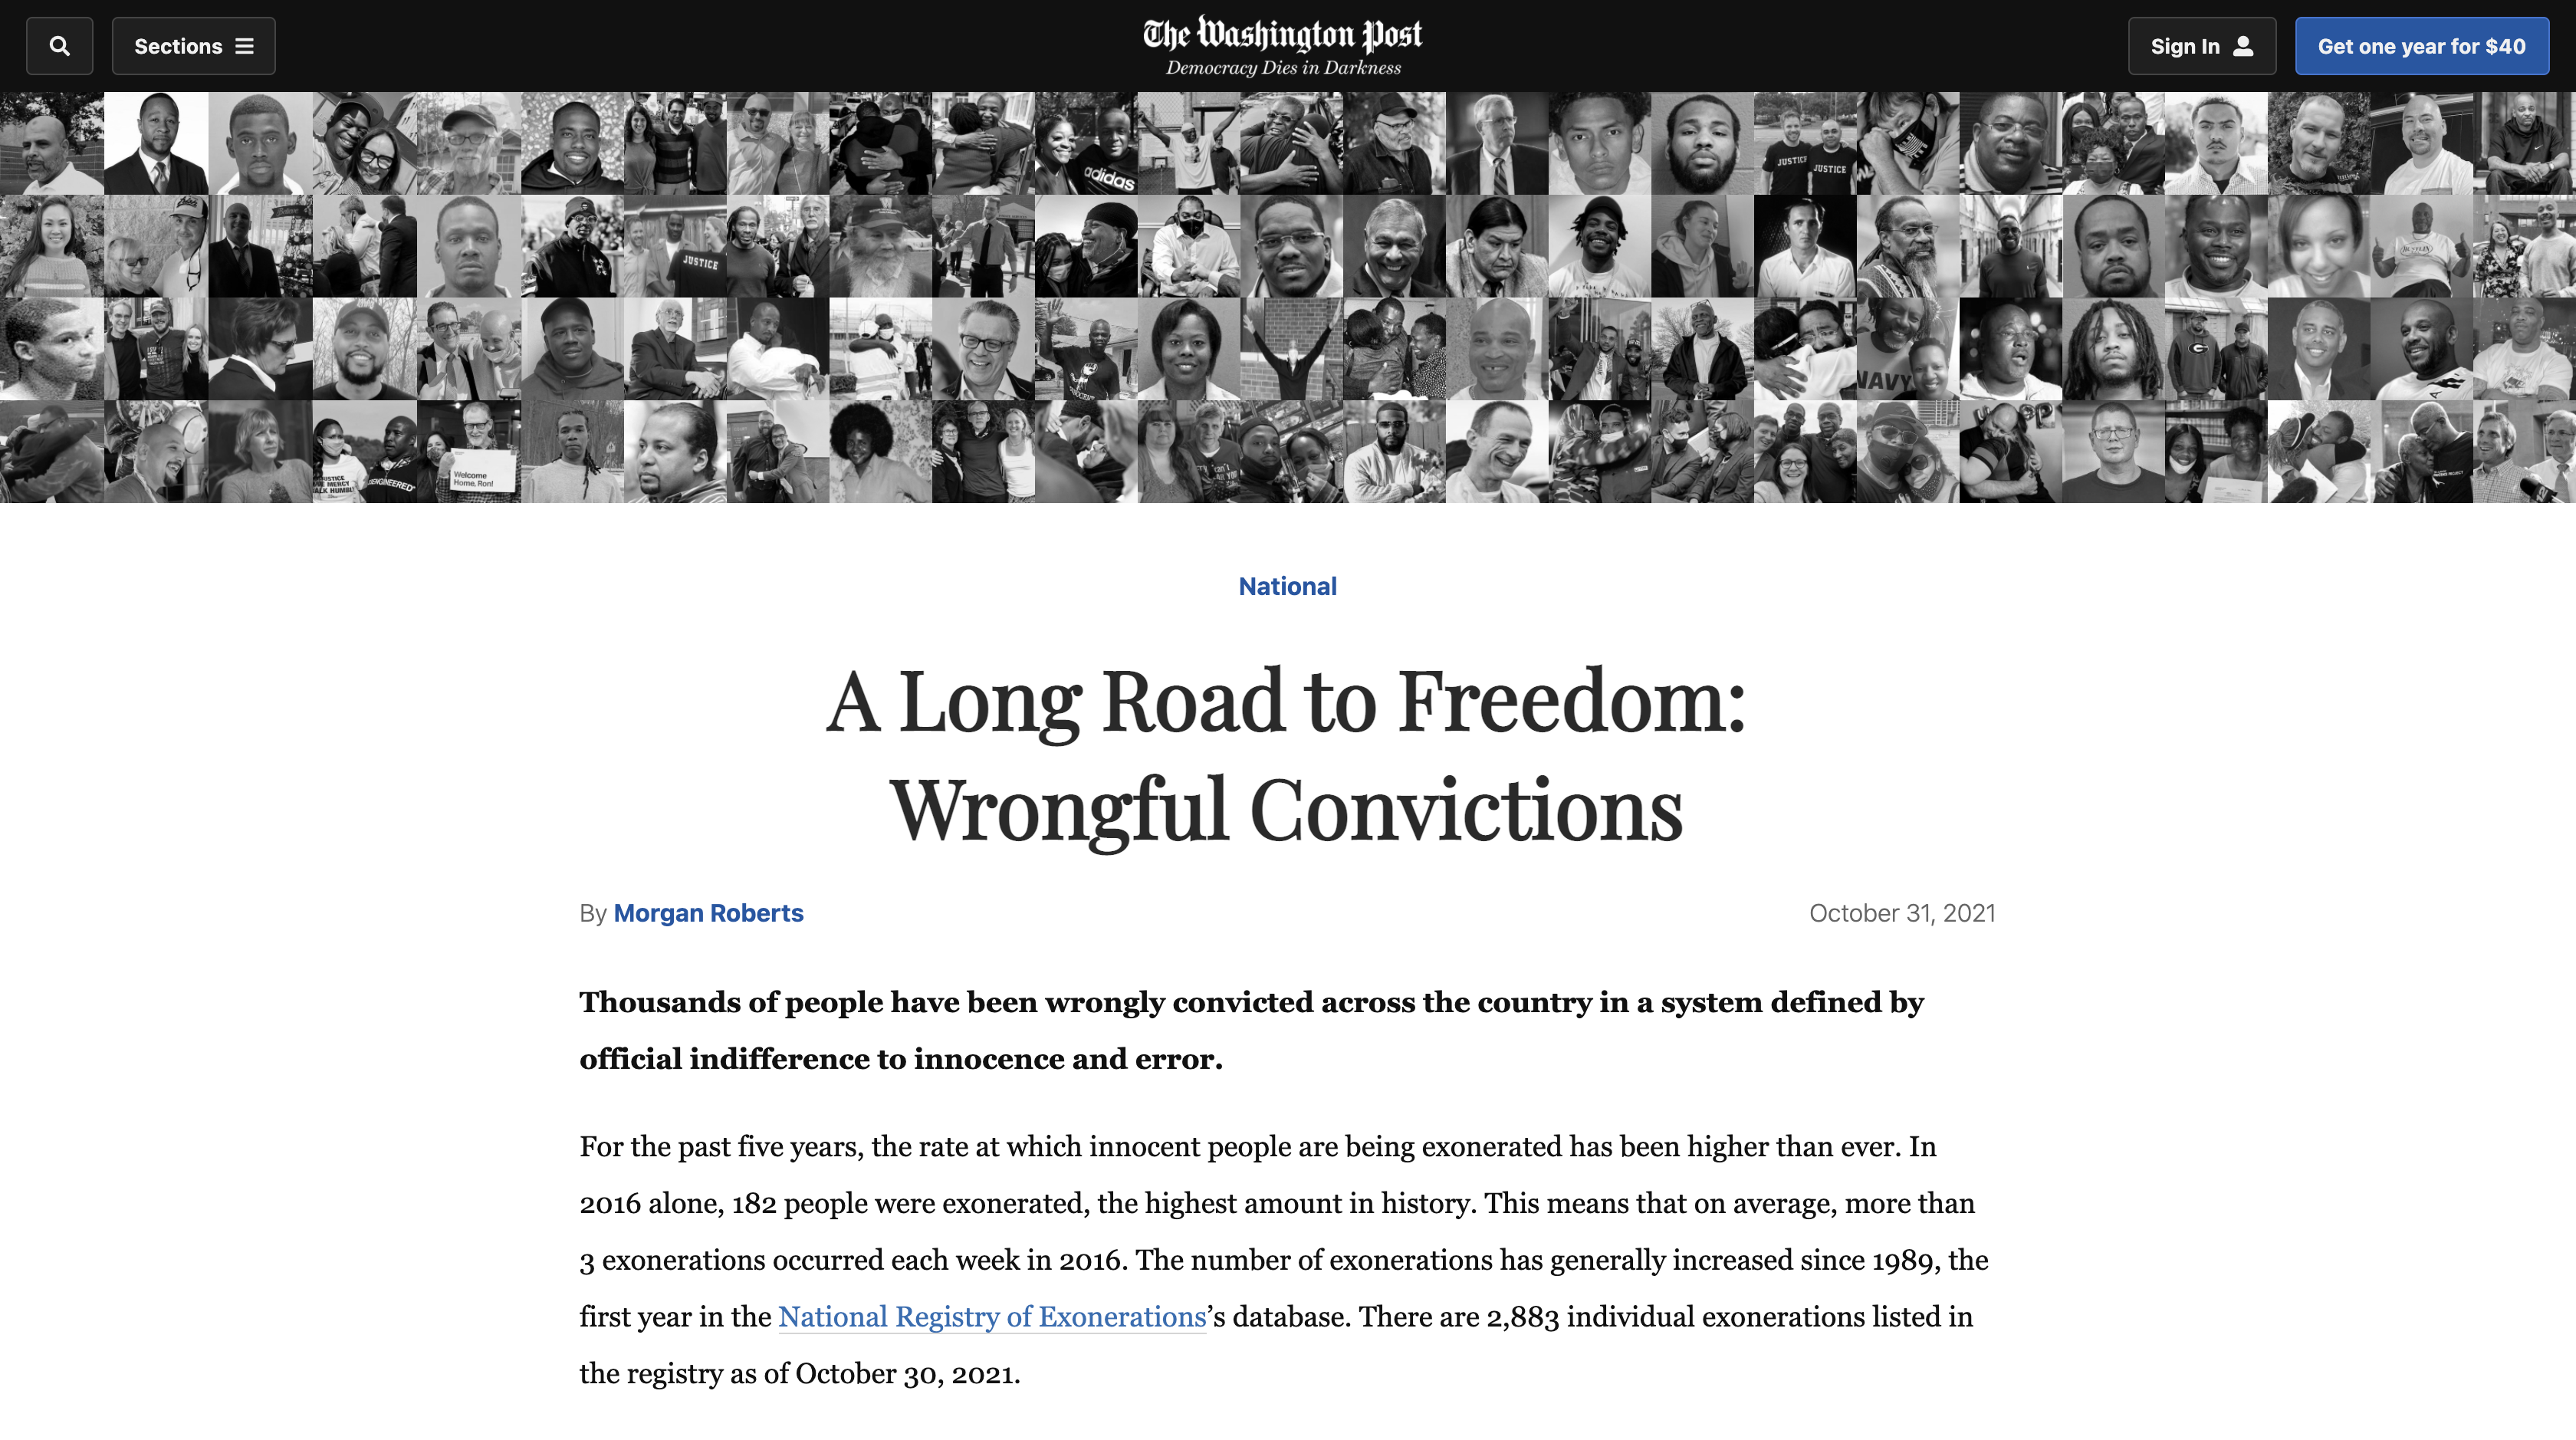 Sections
The Washington Post
Democracy Dies in Darkness
Sign In
Get one year for $40
adidas
JUSTICE
JUSTICE
JUSTICE
NAVY
Welcome
Home, Ron!
National
A Long Road to Freedom:
Wrongful Convictions
By Morgan Roberts
October 31, 2021
Thousands of people have been wrongly convicted across the country in a system defined by
official indifference to innocence and error.
For the past five years, the rate at which innocent people are being exonerated has been higher than ever. In
2016 alone, 182 people were exonerated, the highest amount in history. This means that on average, more than
3 exonerations occurred each week in 2016. The number of exonerations has generally increased since 1989, the
first year in the National Registry of Exonerations’s database. There are 2,883 individual exonerations listed in
the registry as of October 30, 2021.